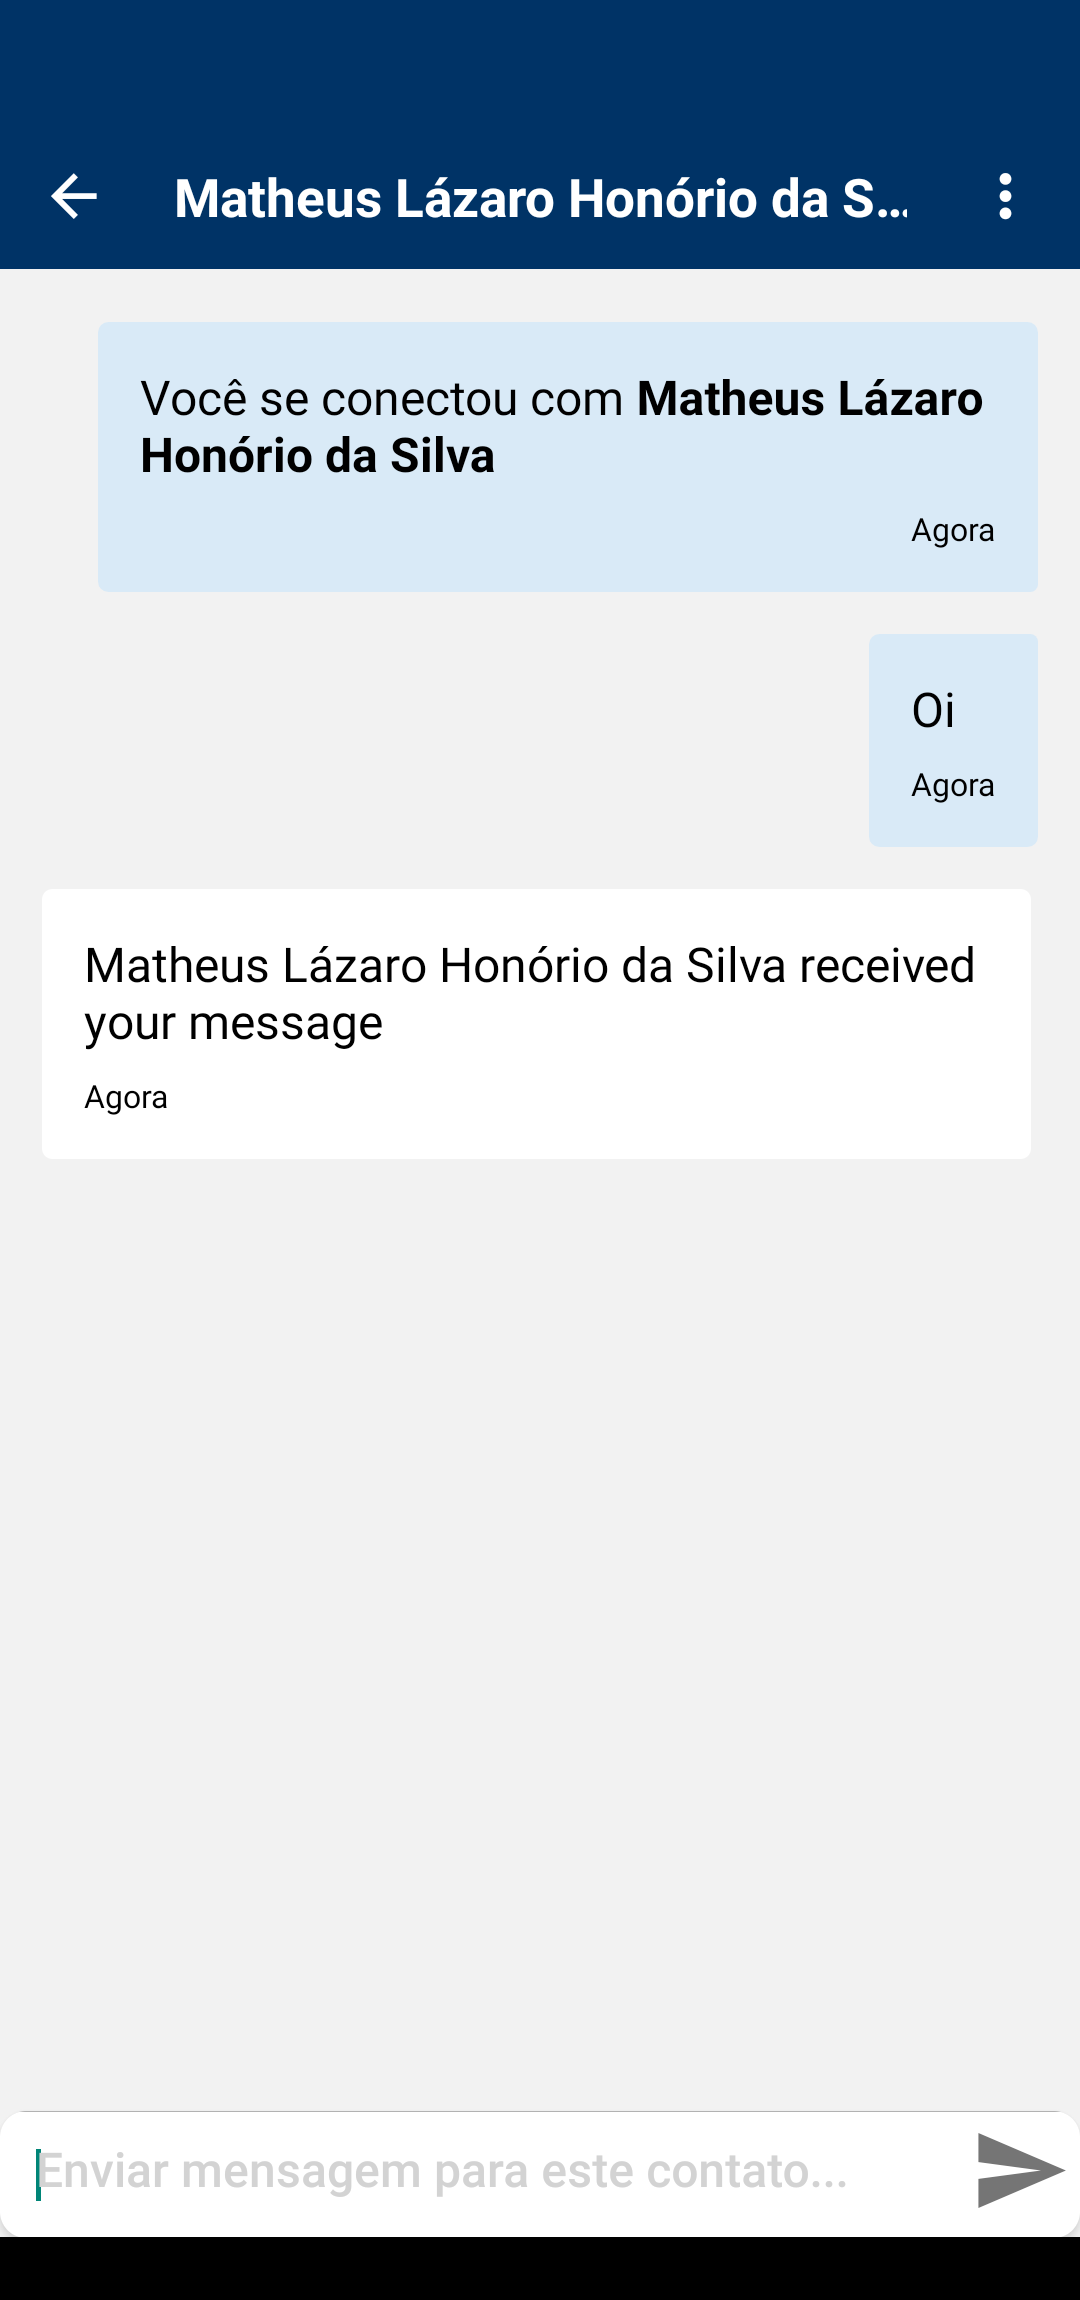 Matheus Lázaro Honório da S...
Você se conectou com Matheus Lázaro
Honório da Silva
Agora
Oi
Agora
Matheus Lázaro Honório da Silva received
your message
Agora
Enviar mensagem para este contato...